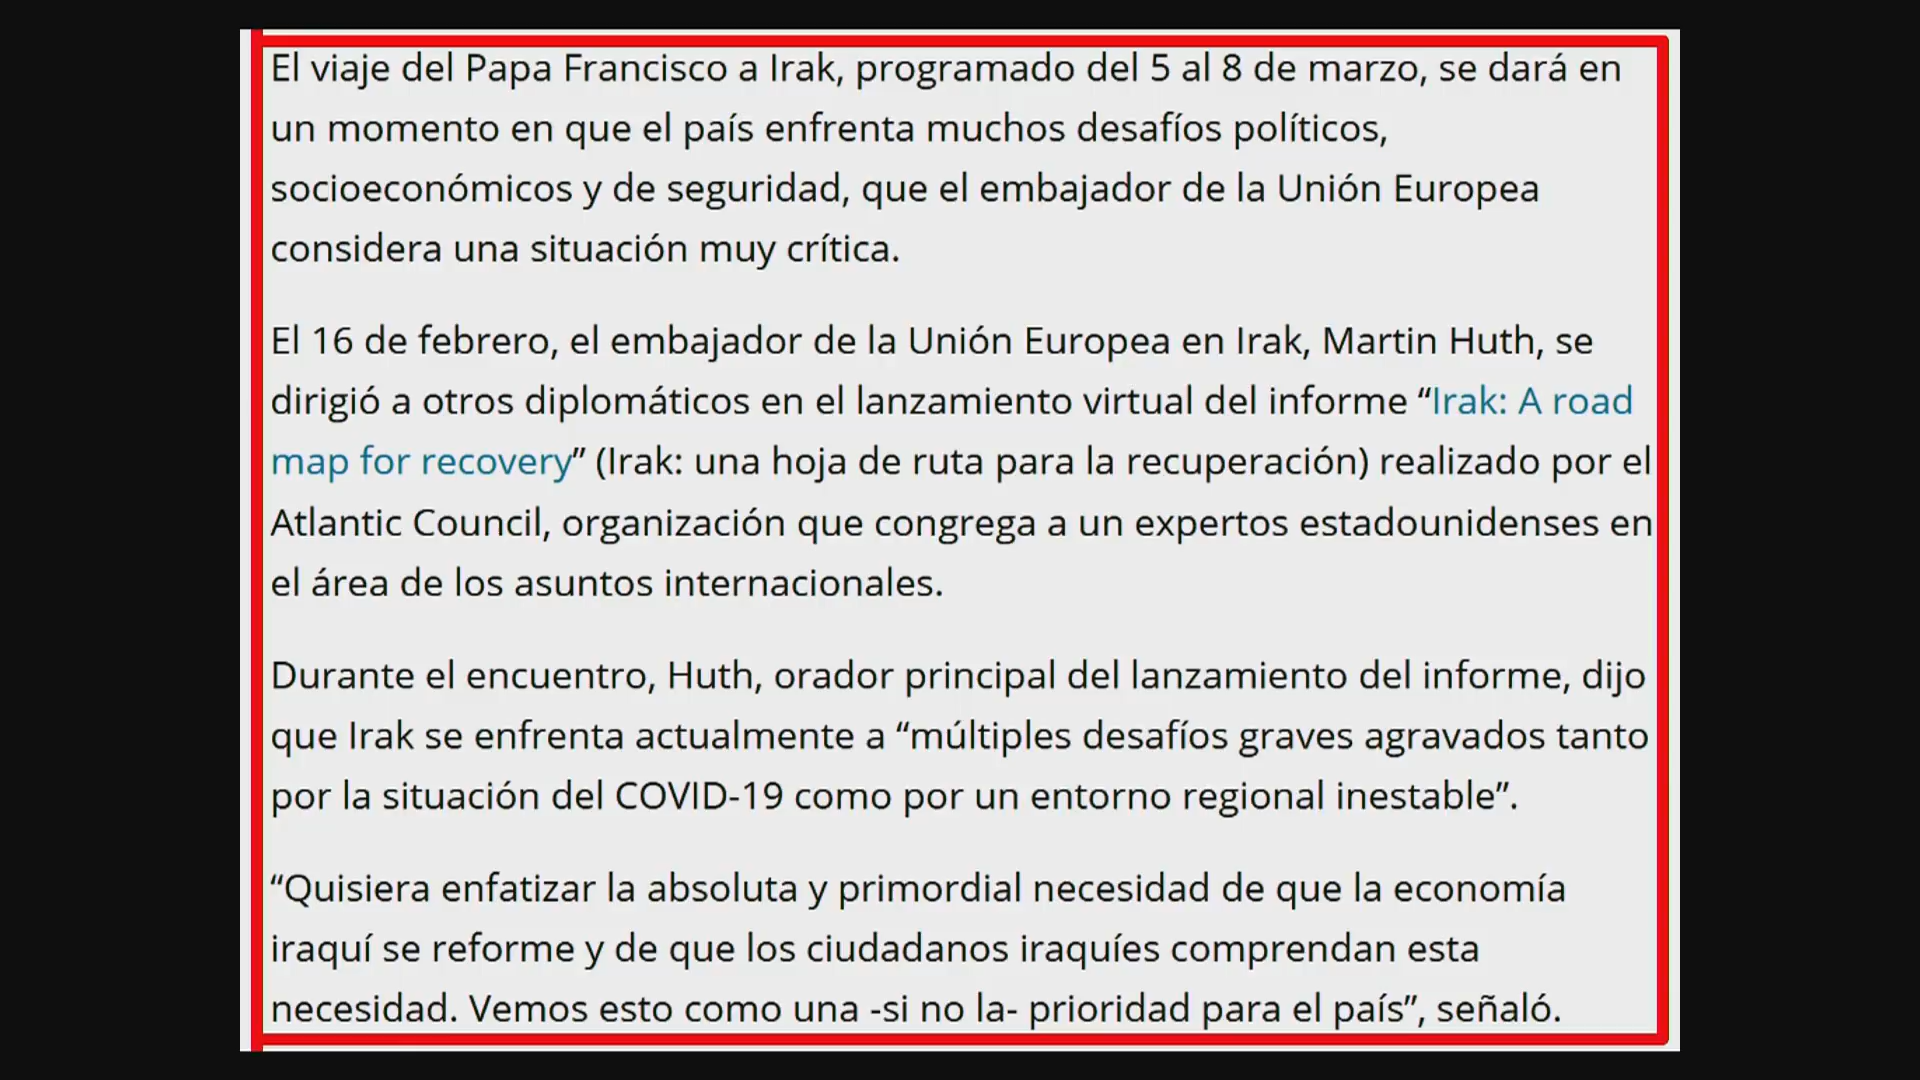 El viaje del Papa Francisco a Irak, programado del 5 al 8 de marzo, se dará en
un momento en que el país enfrenta muchos desafíos políticos,
socioeconómicos y de seguridad, que el embajador de la Unión Europea
considera una situación muy crítica.
El 16 de febrero, el embajador de la Unión Europea en Irak, Martin Huth, se
dirigió a otros diplomáticos en el lanzamiento virtual del informe “Irak: A road
map for recovery” (Irak: una hoja de ruta para la recuperación) realizado por el
Atlantic Council, organización que congrega a un expertos estadounidenses en
el área de los asuntos internacionales.
Durante el encuentro, Huth, orador principal del lanzamiento del informe, dijo
que Irak se enfrenta actualmente a “múltiples desafíos graves agravados tanto
por la situación del COVID-19 como por un entorno regional inestable”.
“Quisiera enfatizar la absoluta y primordial necesidad de que la economía
iraquí se reforme y de que los ciudadanos iraquíes comprendan esta
necesidad. Vemos esto como una -si no la- prioridad para el país”, señaló.